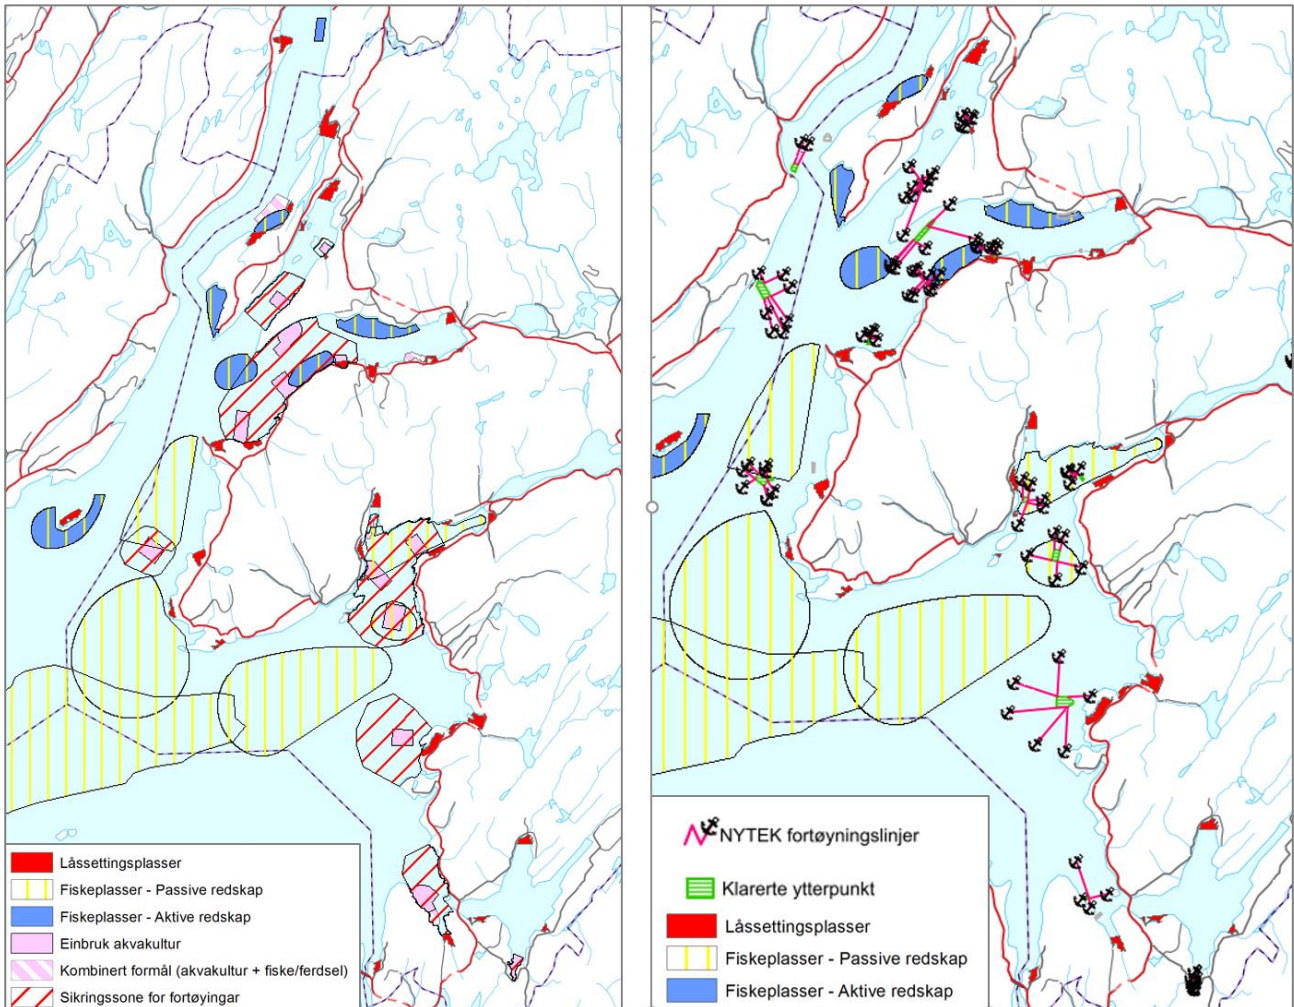 Låssettingsplasser
Fiskeplasser - Passive redskap
Fiskeplasser - Aktive redskap
Einbruk akvakultur
Kombinert formål (akvakultur + fiske/ferdsel)
Sikringssone for fortøyingar
NYTEK fortøyningslinjer
Klarerte ytterpunkt
Låssettingsplasser
Fiskeplasser - Passive redskap
Fiskeplasser - Aktive redskap